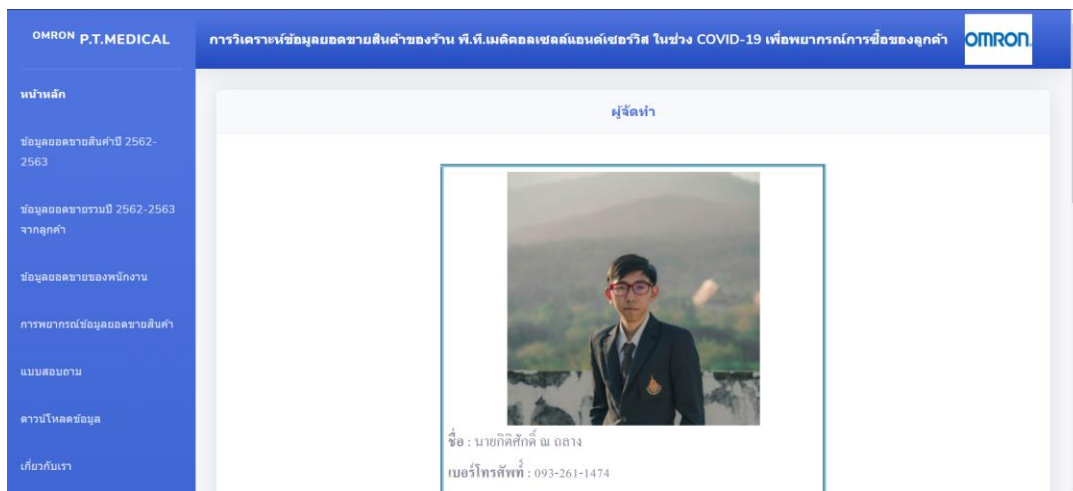 OMRON P.T.MEDICAL
การวิเคราะห์ข้อมูลยอดขายสินค้าของร้าน พี.ที.เมดิคอลเซลล์แอนด์เซอร์วิส ในช่วง COVID-19 เพื่อพยากรณ์การซื้อของลูกค้า
OMRON
หน้าหลัก
ข้อมูลยอดขายสินค้าปี 2562-
2563
ข้อมูลยอดขายรวมปี 2562-2563
จากลูกค้า
ข้อมูลยอดขายของพนักงาน
การพยากรณ์ข้อมูลยอดขายสินค้า
แบบสอบถาม
ดาวน์โหลดข้อมูล
เกี่ยวกับเรา
ผู้จัดทำ
ชื่อ : นายกิติศักดิ์ ณ ถลาง
เบอร์โทรศัพท์ : 093-261-1474